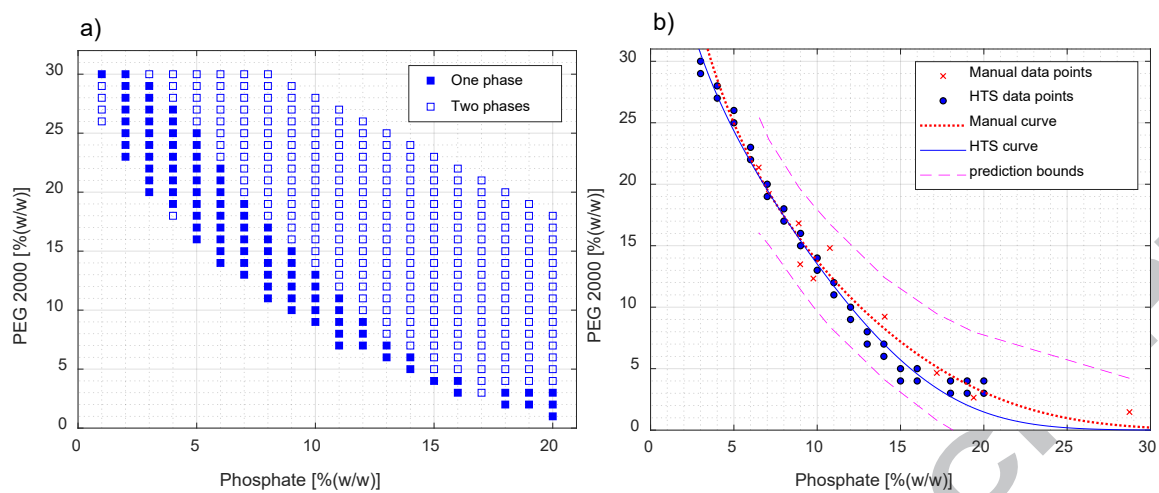 a)
30
25
20
15
10
5
0
PEG 2000 [%(w/w)]
One phase
Two phases
0
5
10
15
20
Phosphate [%(w/w)]
b)
30
25
20
15
10
5
0
PEG 2000 [%(w/w)]
Manual data points
HTS data points
Manual curve
HTS curve
prediction bounds
5
10
15
20
25
30
Phosphate [%(w/w)]